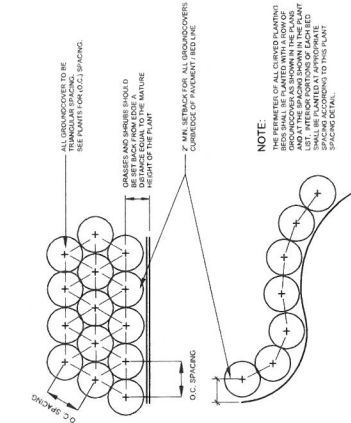 ALL GROUNDCOVER TO BE
TRIANGULAR SPACING.
SEE PLANTS FOR (O.C.) SPACING.
GRASSES AND SHRUBS SHOULD
BE SET BACK FROM EDGE A
DISTANCE EQUAL TO THE MATURE
HEIGHT OF THE PLANT
2" MIN. SETBACK FOR ALL GROUNDCOVERS
CURB/EDGE OF PAVEMENT / BED LINE
O.C. SPACING
O.C. SPACING
NOTE:
THE PERIMETER OF ALL CURVED PLANTING
BEDS SHALL BE PLANTED WITH A ROW OF
GROUNDCOVER AS SHOWN IN THE PLANS
AND AT THE SPACING SHOWN IN THE PLANT
LIST. INTERIOR PORTIONS OF EACH BED
SHALL BE PLANTED AT APPROPRIATE
SPACING ACCORDING TO THIS PLANT
SPACING DETAIL.